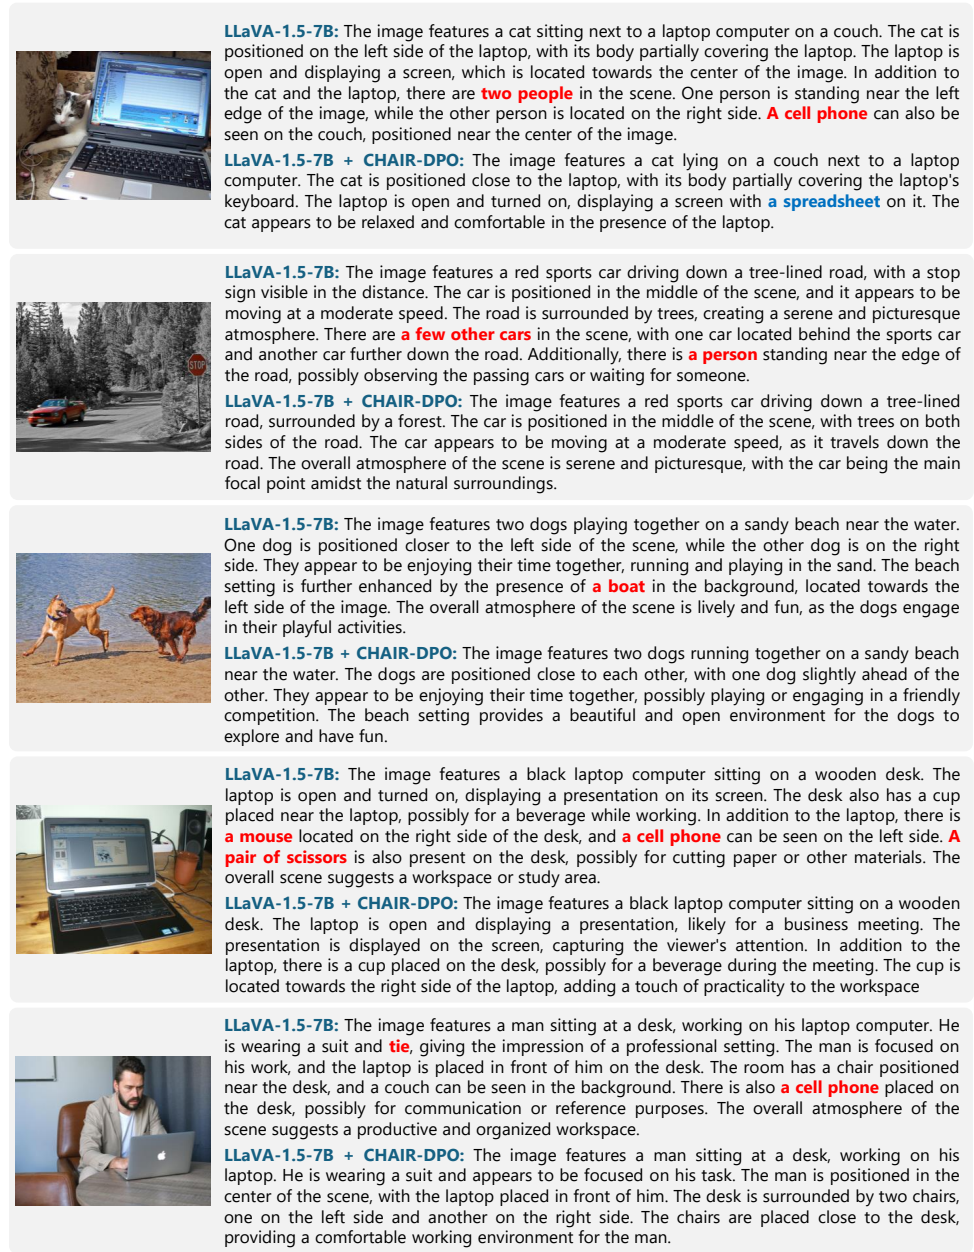 LLaVA-1.5-7B: The image features a cat sitting next to a laptop computer on a couch. The cat is
positioned on the left side of the laptop, with its body partially covering the laptop. The laptop is
open and displaying a screen, which is located towards the center of the image. In addition to
the cat and the laptop, there are two people in the scene. One person is standing near the left
edge of the image, while the other person is located on the right side. A cell phone can also be
seen on the couch, positioned near the center of the image.
LLaVA-1.5-7B + CHAIR-DPO: The image features a cat lying on a couch next to a laptop
computer. The cat is positioned close to the laptop, with its body partially covering the laptop's
keyboard. The laptop is open and turned on, displaying a screen with a spreadsheet on it. The
cat appears to be relaxed and comfortable in the presence of the laptop.
LLaVA-1.5-7B: The image features a red sports car driving down a tree-lined road, with a stop
sign visible in the distance. The car is positioned in the middle of the scene, and it appears to be
moving at a moderate speed. The road is surrounded by trees, creating a serene and picturesque
atmosphere. There are a few other cars in the scene, with one car located behind the sports car
and another car further down the road. Additionally, there is a person standing near the edge of
the road, possibly observing the passing cars or waiting for someone.
STOP
LLaVA-1.5-7B + CHAIR-DPO: The image features a red sports car driving down a tree-lined
road, surrounded by a forest. The car is positioned in the middle of the scene, with trees on both
sides of the road. The car appears to be moving at a moderate speed, as it travels down the
road. The overall atmosphere of the scene is serene and picturesque, with the car being the main
focal point amidst the natural surroundings.
LLaVA-1.5-7B: The image features two dogs playing together on a sandy beach near the water.
One dog is positioned closer to the left side of the scene, while the other dog is on the right
side. They appear to be enjoying their time together, running and playing in the sand. The beach
setting is further enhanced by the presence of a boat in the background, located towards the
left side of the image. The overall atmosphere of the scene is lively and fun, as the dogs engage
in their playful activities.
LLaVA-1.5-7B + CHAIR-DPO: The image features two dogs running together on a sandy beach
near the water. The dogs are positioned close to each other, with one dog slightly ahead of the
other. They appear to be enjoying their time together, possibly playing or engaging in a friendly
competition. The beach setting provides a beautiful and open environment for the dogs to
explore and have fun.
LLaVA-1.5-7B: The image features a black laptop computer sitting on a wooden desk. The
laptop is open and turned on, displaying a presentation on its screen. The desk also has a cup
placed near the laptop, possibly for a beverage while working. In addition to the laptop, there is
a mouse located on the right side of the desk, and a cell phone can be seen on the left side. A
pair of scissors is also present on the desk, possibly for cutting paper or other materials. The
overall scene suggests a workspace or study area.
LLaVA-1.5-7B + CHAIR-DPO: The image features a black laptop computer sitting on a wooden
desk. The laptop is open and displaying a presentation, likely for a business meeting. The
presentation is displayed on the screen, capturing the viewer's attention. In addition to the
laptop, there is a cup placed on the desk, possibly for a beverage during the meeting. The cup is
located towards the right side of the laptop, adding a touch of practicality to the workspace
LLaVA-1.5-7B: The image features a man sitting at a desk, working on his laptop computer. He
is wearing a suit and tie, giving the impression of a professional setting. The man is focused on
his work, and the laptop is placed in front of him on the desk. The room has a chair positioned
near the desk, and a couch can be seen in the background. There is also a cell phone placed on
the desk, possibly for communication or reference purposes. The overall atmosphere of the
scene suggests a productive and organized workspace.
LLaVA-1.5-7B + CHAIR-DPO: The image features a man sitting at a desk, working on his
laptop. He is wearing a suit and appears to be focused on his task. The man is positioned in the
center of the scene, with the laptop placed in front of him. The desk is surrounded by two chairs,
one on the left side and another on the right side. The chairs are placed close to the desk,
providing a comfortable working environment for the man.